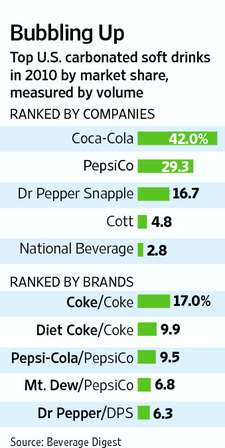 Bubbling Up
Top U.S. carbonated soft drinks
in 2010 by market share,
measured by volume
RANKED BY COMPANIES
Coca-Cola 42.0%
PepsiCo 29.3
Dr Pepper Snapple 16.7
Cott 4.8
National Beverage 2.8
RANKED BY BRANDS
Coke/Coke 17.0%
Diet Coke/Coke 9.9
Pepsi-Cola/PepsiCo 9.5
Mt. Dew/PepsiCo 6.8
Dr Pepper/DPS 6.3
Source: Beverage Digest